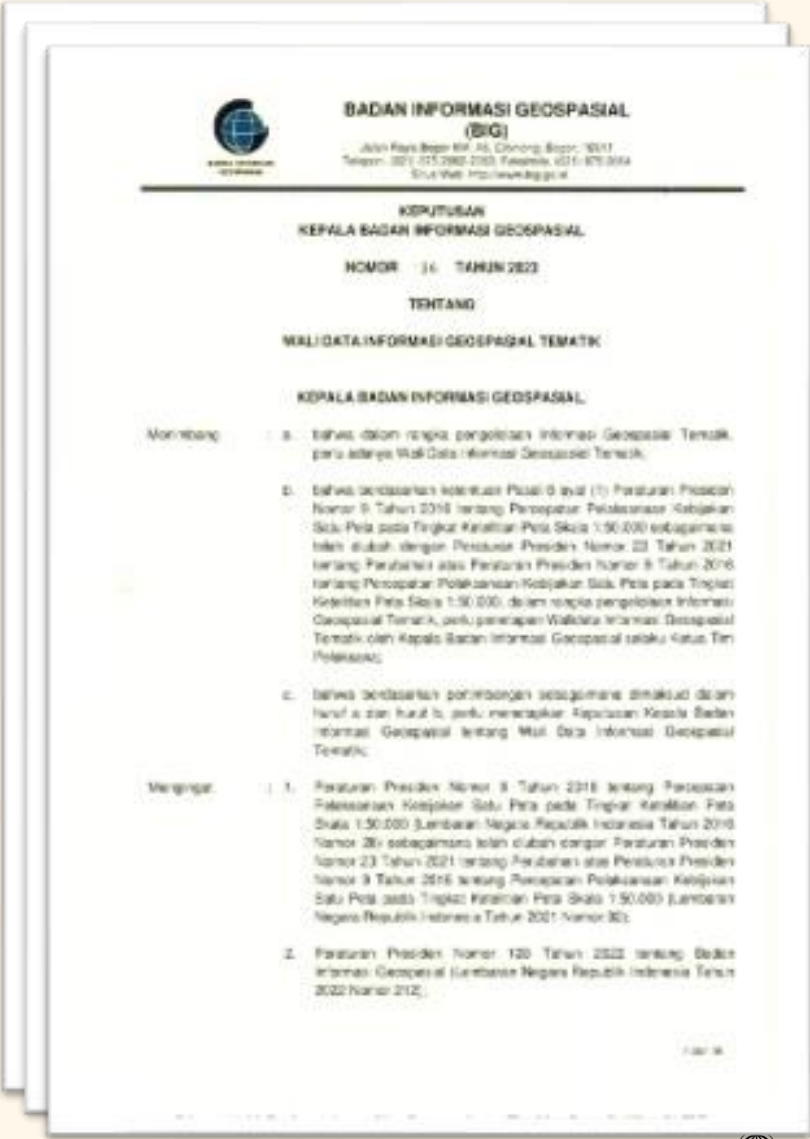 BADAN INFORMASI GEOSPASIAL
(BIG)
KEPUTUSAN
KEPALA BADAN INFORMASI GEOSPASIAL
NOMOR TAHUN 2023
TENTANG
WALI DATA INFORMASI GEOSPASIAL TEMATIK
KEPALA BADAN INFORMASI GEOSPASIAL,
Menimbang : a. bahwa dalam rangka pengelolaan Informasi Geospasial Tematik,
perlu adanya Wali Data Informasi Geospasial Tematik;
b. bahwa berdasarkan ketentuan Pasal ayat (1) Peraturan Presiden
Nomor 9 Tahun 2016 tentang Percepatan Pelaksanaan Kebijakan
Satu Peta pada Tingkat Ketelitian Peta Skala 1:50.000 sebagaimana
telah diubah dengan Peraturan Presiden Nomor 23 Tahun 2021
tentang Perubahan atas Peraturan Presiden Nomor 9 Tahun 2016
tentang Percepatan Pelaksanaan Kebijakan Satu Peta pada Tingkat
Ketelitian Peta Skala 1:50.000, dalam rangka pengelolaan Informasi
Geospasial Tematik, perlu penetapan Walidata Informasi Geospasial
Tematik oleh Kepala Badan Informasi Geospasial selaku Ketua Tim
Pelaksana;
c. bahwa berdasarkan pertimbangan sebagaimana dimaksud dalam
huruf a dan huruf b, perlu menetapkan Keputusan Kepala Badan
Informasi Geospasial tentang Wali Data Informasi Geospasial
Tematik;
Mengingat : 1. Peraturan Presiden Nomor 9 Tahun 2016 tentang Percepatan
Pelaksanaan Kebijakan Satu Peta pada Tingkat Ketelitian Peta
Skala 1:50.000 (Lembaran Negara Republik Indonesia Tahun 2016
Nomor 28) sebagaimana telah diubah dengan Peraturan Presiden
Nomor 23 Tahun 2021 tentang Perubahan atas Peraturan Presiden
Nomor 9 Tahun 2016 tentang Percepatan Pelaksanaan Kebijakan
Satu Peta pada Tingkat Ketelitian Peta Skala 1:50.000 (Lembaran
Negara Republik Indonesia Tahun 2021 Nomor
2. Peraturan Presiden Nomor 128 Tahun 2022 tentang Badan
Informasi Geospasial (Lembaran Negara Republik Indonesia Tahun
2022 Nomor 212);